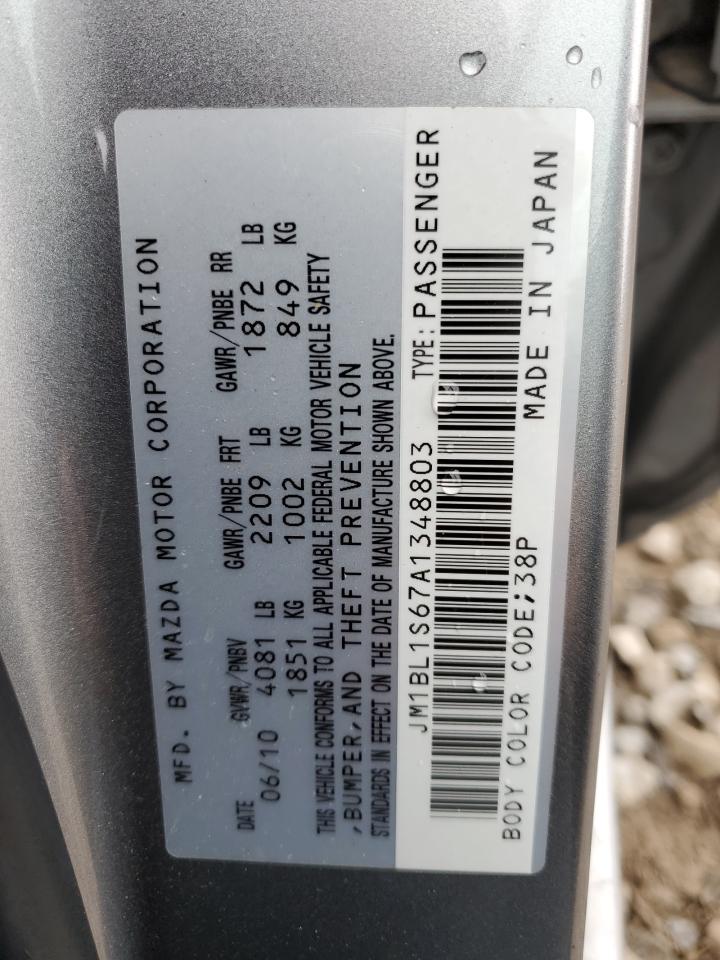 MFD. BY MAZDA MOTOR CORPORATION
DATE GVWR/PNBV GAWR/PNBE FRT GAWR/PNBE RR
06/10 4081 LB 2209 LB 1872 LB
1851 KG 1002 KG 849 KG
THIS VEHICLE CONFORMS TO ALL APPLICABLE FEDERAL MOTOR VEHICLE SAFETY
,BUMPER,AND THEFT PREVENTION
STANDARDS IN EFFECT ON THE DATE OF MANUFACTURE SHOWN ABOVE.
JM1BL1S67A1348803 TYPE:PASSENGER
BODY COLOR CODE;38P MADE IN JAPAN